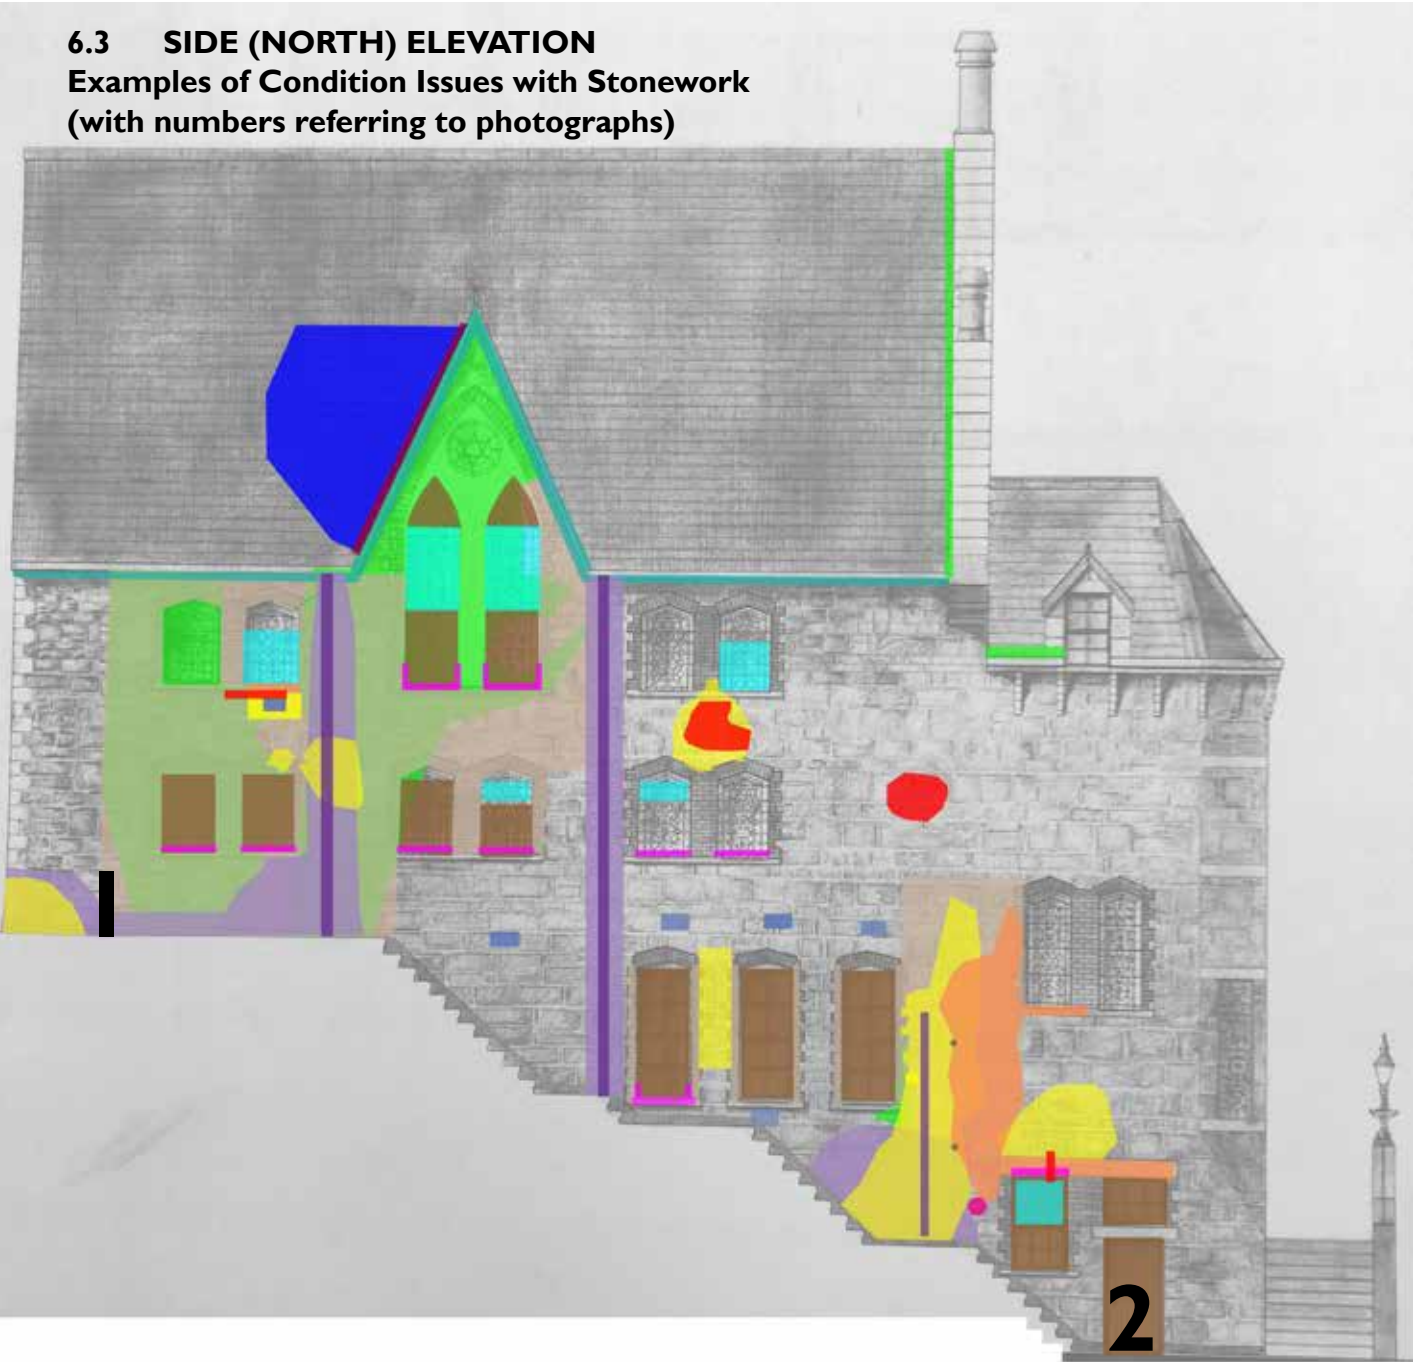 6.3 SIDE (NORTH) ELEVATION
Examples of Condition Issues with Stonework
(with numbers referring to photographs)
1
2